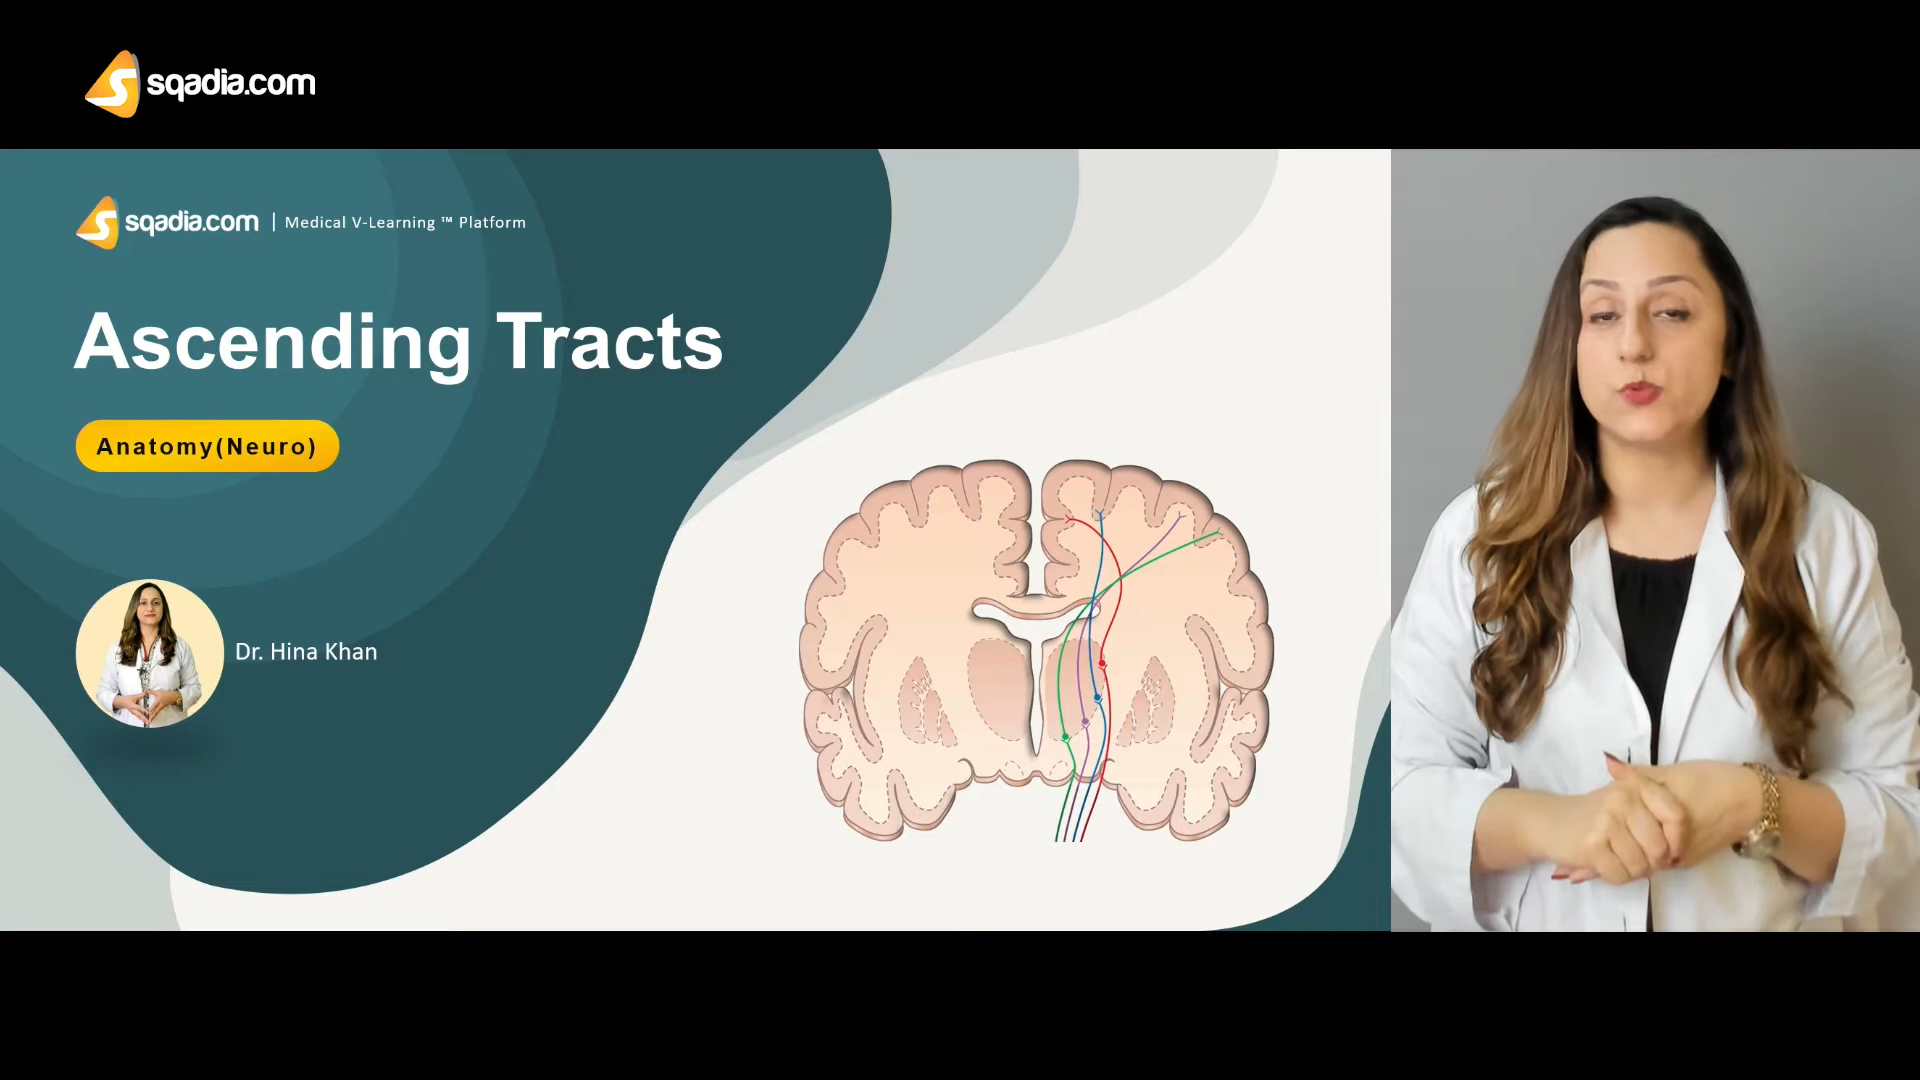 sqadia.com
sqadia.com | Medical V-Learning ™ Platform
Ascending Tracts
Anatomy(Neuro)
Dr. Hina Khan